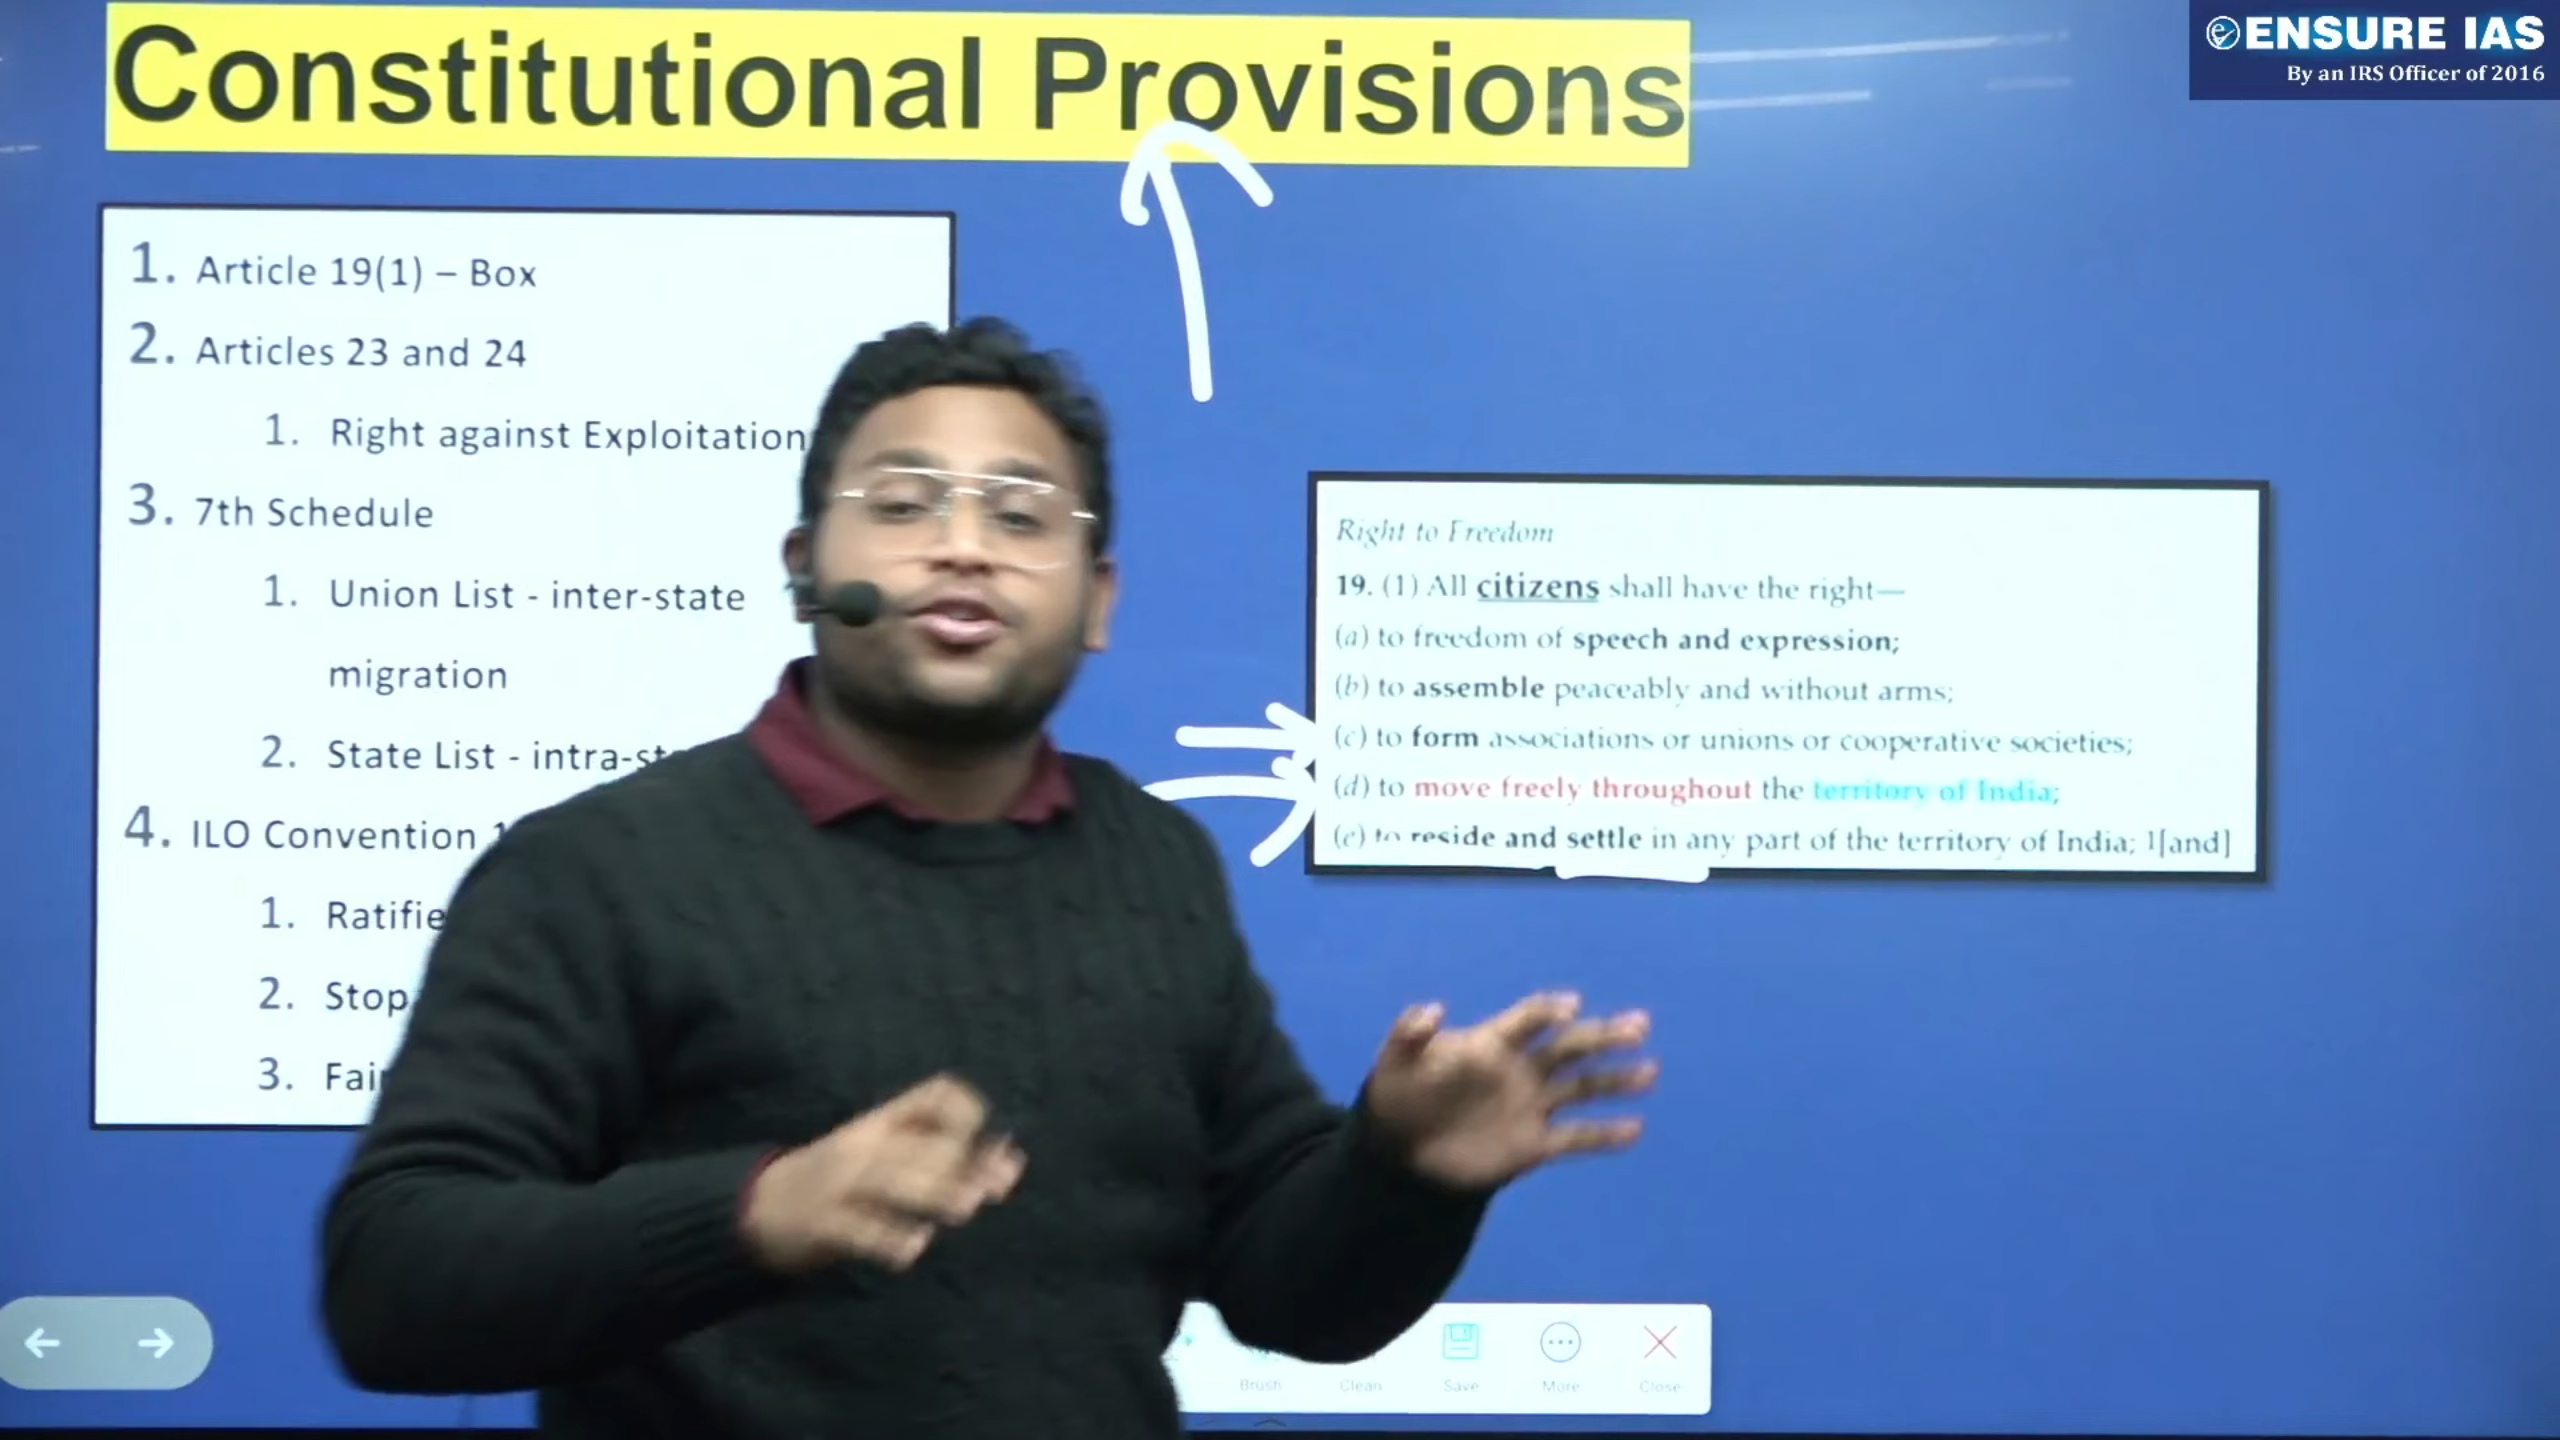 Constitutional Provisions
ENSURE IAS
By an IRS Officer of 2016
1. Article 19(1) – Box
2. Articles 23 and 24
1. Right against Exploitation
3. 7th Schedule
1. Union List - inter-state
migration
2. State List -
4. ILO Convention
1.
2. Stop
3.
Right to Freedom
19. (1) All citizens shall have the right—
(a) to freedom of speech and expression;
(b) to assemble peaceably and without arms;
(c) to form associations or unions or cooperative societies;
(d) to move freely throughout the territory of India;
(e) to reside and settle in any part of the territory of India; 1[and]
Brush Clean Save More Close